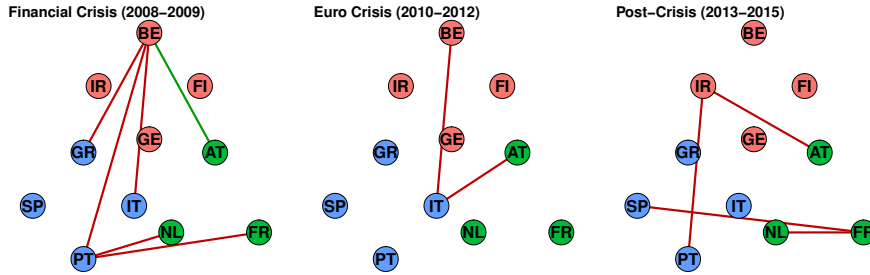 Financial Crisis (2008−2009)
BE
IR
FI
GE
GR
AT
SP
IT
NL
FR
PT
Euro Crisis (2010−2012)
BE
IR
FI
GE
GR
AT
SP
IT
NL
FR
PT
Post−Crisis (2013−2015)
BE
IR
FI
GE
GR
AT
SP
IT
NL
FR
PT